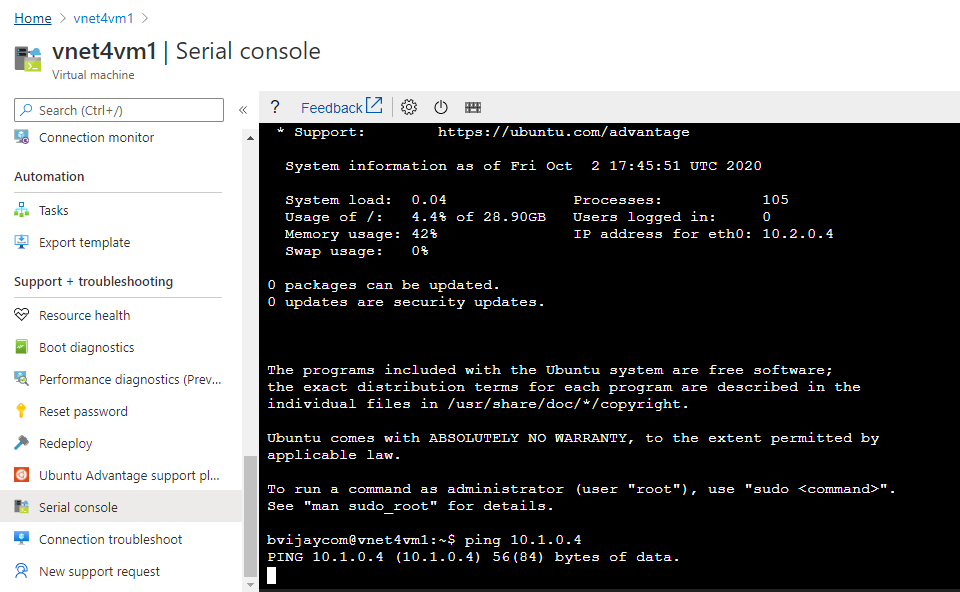 Home > vnet4vm1 >
vnet4vm1 | Serial console
Virtual machine
Search (Ctrl+/)
«
Connection monitor
Automation
Tasks
Export template
Support + troubleshooting
Resource health
Boot diagnostics
Performance diagnostics (Prev...
Reset password
Redeploy
Ubuntu Advantage support pl...
Serial console
Connection troubleshoot
New support request
? Feedback
* Support: https://ubuntu.com/advantage
System information as of Fri Oct 2 17:45:51 UTC 2020
System load: 0.04 Processes: 105
Usage of /: 4.4% of 28.90GB Users logged in: 0
Memory usage: 42% IP address for eth0: 10.2.0.4
Swap usage: 0%
0 packages can be updated.
0 updates are security updates.
The programs included with the Ubuntu system are free software;
the exact distribution terms for each program are described in the
individual files in /usr/share/doc/*/copyright.
Ubuntu comes with ABSOLUTELY NO WARRANTY, to the extent permitted by
applicable law.
To run a command as administrator (user "root"), use "sudo <command>".
See "man sudo_root" for details.
bvijaycom@vnet4vm1:~$ ping 10.1.0.4
PING 10.1.0.4 (10.1.0.4) 56(84) bytes of data.